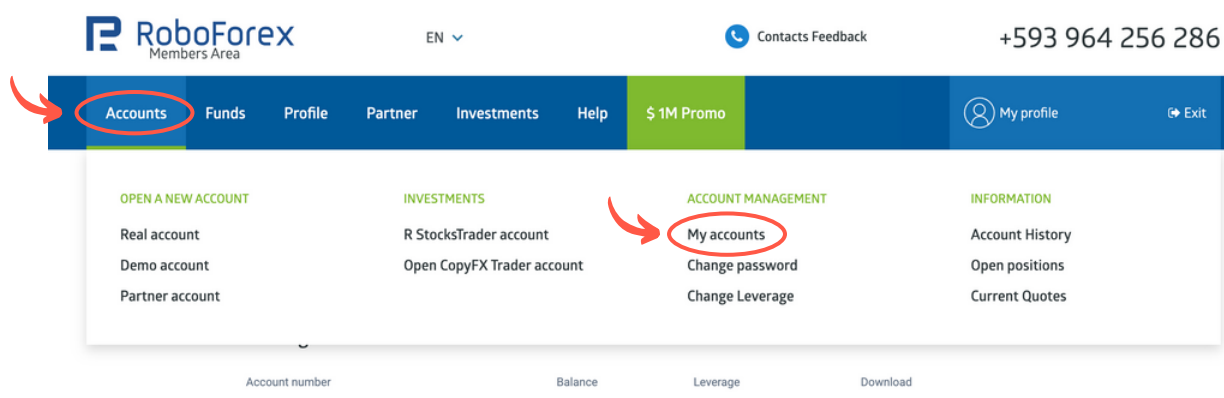 RoboForex
Members Area
EN
Contacts Feedback
+593 964 256 286
Accounts
Funds
Profile
Partner
Investments
Help
$ 1M Promo
My profile
Exit
OPEN A NEW ACCOUNT
Real account
Demo account
Partner account
INVESTMENTS
R StocksTrader account
Open CopyFX Trader account
ACCOUNT MANAGEMENT
My accounts
Change password
Change Leverage
INFORMATION
Account History
Open positions
Current Quotes
Account number
Balance
Leverage
Download